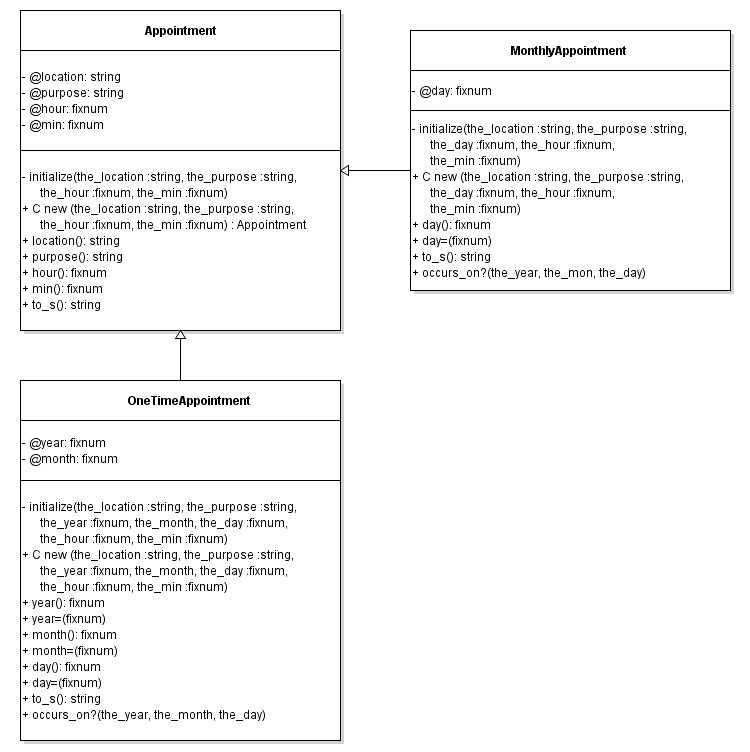 Appointment
- @location: string
- @purpose: string
- @hour: fixnum
- @min: fixnum
- initialize(the_location :string, the_purpose :string,
the_hour :fixnum, the_min :fixnum)
+ C new (the_location :string, the_purpose :string,
the_hour :fixnum, the_min :fixnum) : Appointment
+ location(): string
+ purpose(): string
+ hour(): fixnum
+ min(): fixnum
+ to_s(): string
MonthlyAppointment
- @day: fixnum
- initialize(the_location :string, the_purpose :string,
the_day :fixnum, the_hour :fixnum,
the_min :fixnum)
+ C new (the_location :string, the_purpose :string,
the_day :fixnum, the_hour :fixnum,
the_min :fixnum)
+ day(): fixnum
+ day=(fixnum)
+ to_s(): string
+ occurs_on?(the_year, the_mon, the_day)
OneTimeAppointment
- @year: fixnum
- @month: fixnum
- initialize(the_location :string, the_purpose :string,
the_year :fixnum, the_month, the_day :fixnum,
the_hour :fixnum, the_min :fixnum)
+ C new (the_location :string, the_purpose :string,
the_year :fixnum, the_month, the_day :fixnum,
the_hour :fixnum, the_min :fixnum)
+ year(): fixnum
+ year=(fixnum)
+ month(): fixnum
+ month=(fixnum)
+ day(): fixnum
+ day=(fixnum)
+ to_s(): string
+ occurs_on?(the_year, the_month, the_day)